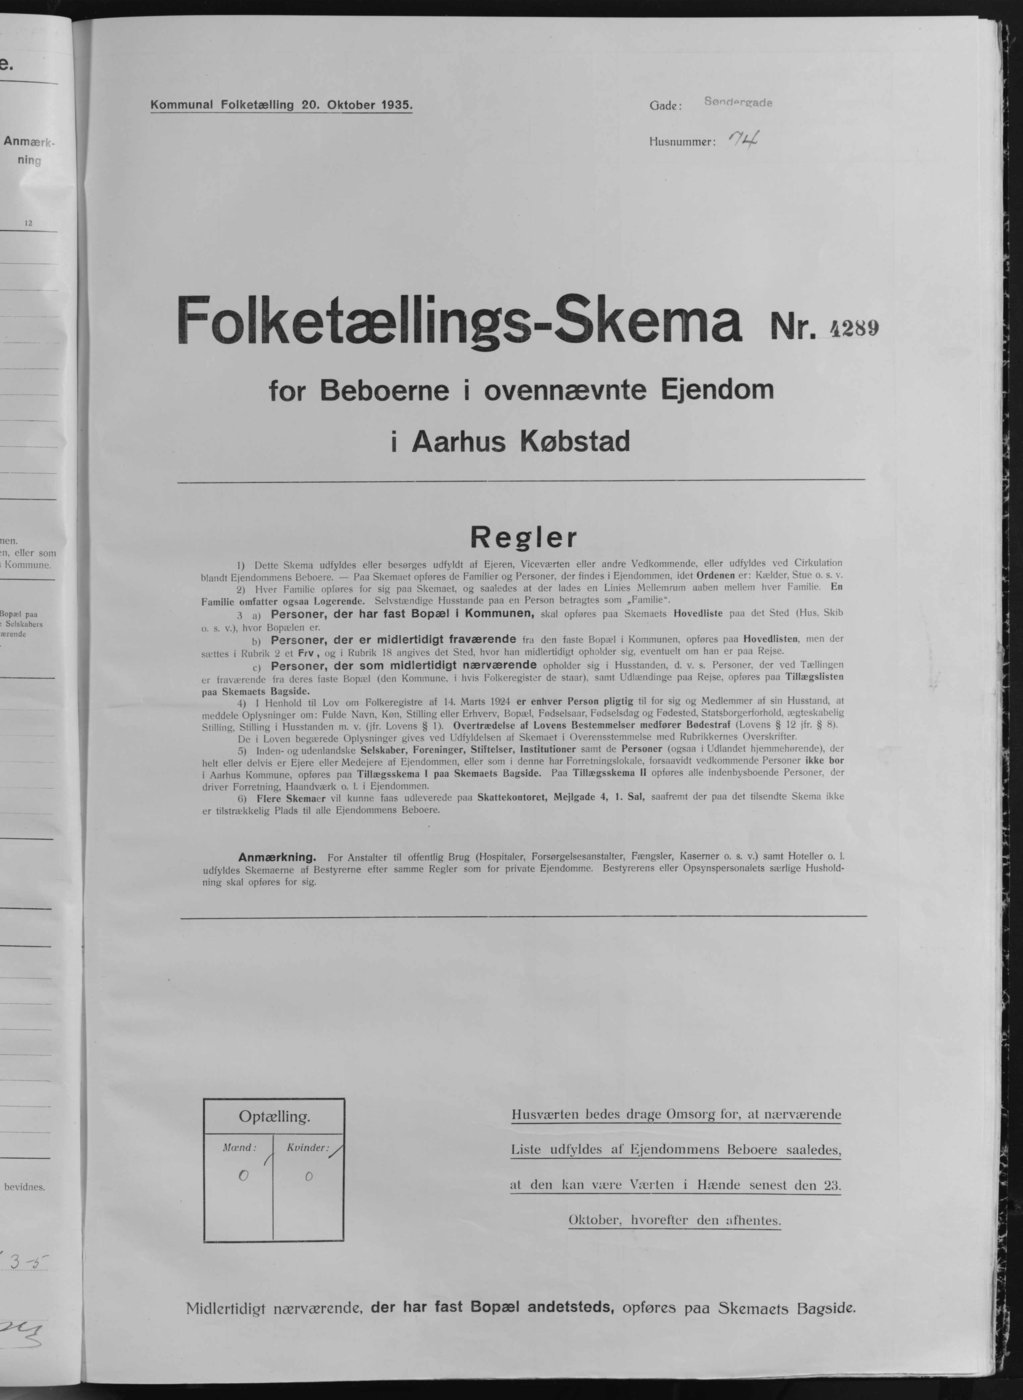 e.
Anmærk-
ning
12
nen.
en, eller som
i Kommune.
Bopæl paa
Selskabers
ærende
bevidnes.
3-5
Kommunal Folketælling 20. Oktober 1935.
Gade: Søndergade
Husnummer: 74
Folketællings-Skema Nr. 4289
for Beboerne i ovennævnte Ejendom
i Aarhus Købstad
Regler
1) Dette Skema udfyldes eller besørges udfyldt af Ejeren, Viceværten eller andre Vedkommende, eller udfyldes ved Cirkulation
blandt Ejendommens Beboere. — Paa Skemaet opføres de Familier og Personer, der findes i Ejendommen, idet Ordenen er: Kælder, Stue o. s. v.
2) Hver Familie opføres for sig paa Skemaet, og saaledes at der lades en Linies Mellemrum aaben mellem hver Familie. En
Familie omfatter ogsaa Logerende. Selvstændige Husstande paa en Person betragtes som „Familie“.
3 a) Personer, der har fast Bopæl i Kommunen, skal opføres paa Skemaets Hovedliste paa det Sted (Hus, Skib
o. s. v.), hvor Bopælen er.
b) Personer, der er midlertidigt fraværende fra den faste Bopæl i Kommunen, opføres paa Hovedlisten, men der
sættes i Rubrik 2 et Frv, og i Rubrik 18 angives det Sted, hvor han midlertidigt opholder sig, eventuelt om han er paa Rejse.
c) Personer, der som midlertidigt nærværende opholder sig i Husstanden, d. v. s. Personer, der ved Tællingen
er fraværende fra deres faste Bopæl (den Kommune, i hvis Folkeregister de staar), samt Udlændinge paa Rejse, opføres paa Tillægslisten
paa Skemaets Bagside.
4) I Henhold til Lov om Folkeregistre af 14. Marts 1924 er enhver Person pligtig til for sig og Medlemmer af sin Husstand, at
meddele Oplysninger om: Fulde Navn, Køn, Stilling eller Erhverv, Bopæl, Fødselsaar, Fødselsdag og Fødested, Statsborgerforhold, ægteskabelig
Stilling, Stilling i Husstanden m. v. (jfr. Lovens § 1). Overtrædelse af Lovens Bestemmelser medfører Bødestraf (Lovens § 12 jfr. § 8).
De i Loven begærede Oplysninger gives ved Udfyldelsen af Skemaet i Overensstemmelse med Rubrikkernes Overskrifter.
5) Inden- og udenlandske Selskaber, Foreninger, Stiftelser, Institutioner samt de Personer (ogsaa i Udlandet hjemmehørende), der
helt eller delvis er Ejere eller Medejere af Ejendommen, eller som i denne har Forretningslokale, forsaavidt vedkommende Personer ikke bor
i Aarhus Kommune, opføres paa Tillægsskema I paa Skemaets Bagside. Paa Tillægsskema II opføres alle indenbysboende Personer, der
driver Forretning, Haandværk o. l. i Ejendommen.
6) Flere Skemaer vil kunne faas udleverede paa Skattekontoret, Mejlgade 4, 1. Sal, saafremt der paa det tilsendte Skema ikke
er tilstrækkelig Plads til alle Ejendommens Beboere.
Anmærkning. For Anstalter til offentlig Brug (Hospitaler, Forsørgelsesanstalter, Fængsler, Kaserner o. s. v.) samt Hoteller o. l.
udfyldes Skemaerne af Bestyrerne efter samme Regler som for private Ejendomme. Bestyrerens eller Opsynspersonalets særlige Hushold-
ning skal opføres for sig.
Optælling.
Mænd: Kvinder:
0 0
Husværten bedes drage Omsorg for, at nærværende
Liste udfyldes af Ejendommens Beboere saaledes,
at den kan være Værten i Hænde senest den 23.
Oktober, hvorefter den afhentes.
Midlertidigt nærværende, der har fast Bopæl andetsteds, opføres paa Skemaets Bagside.